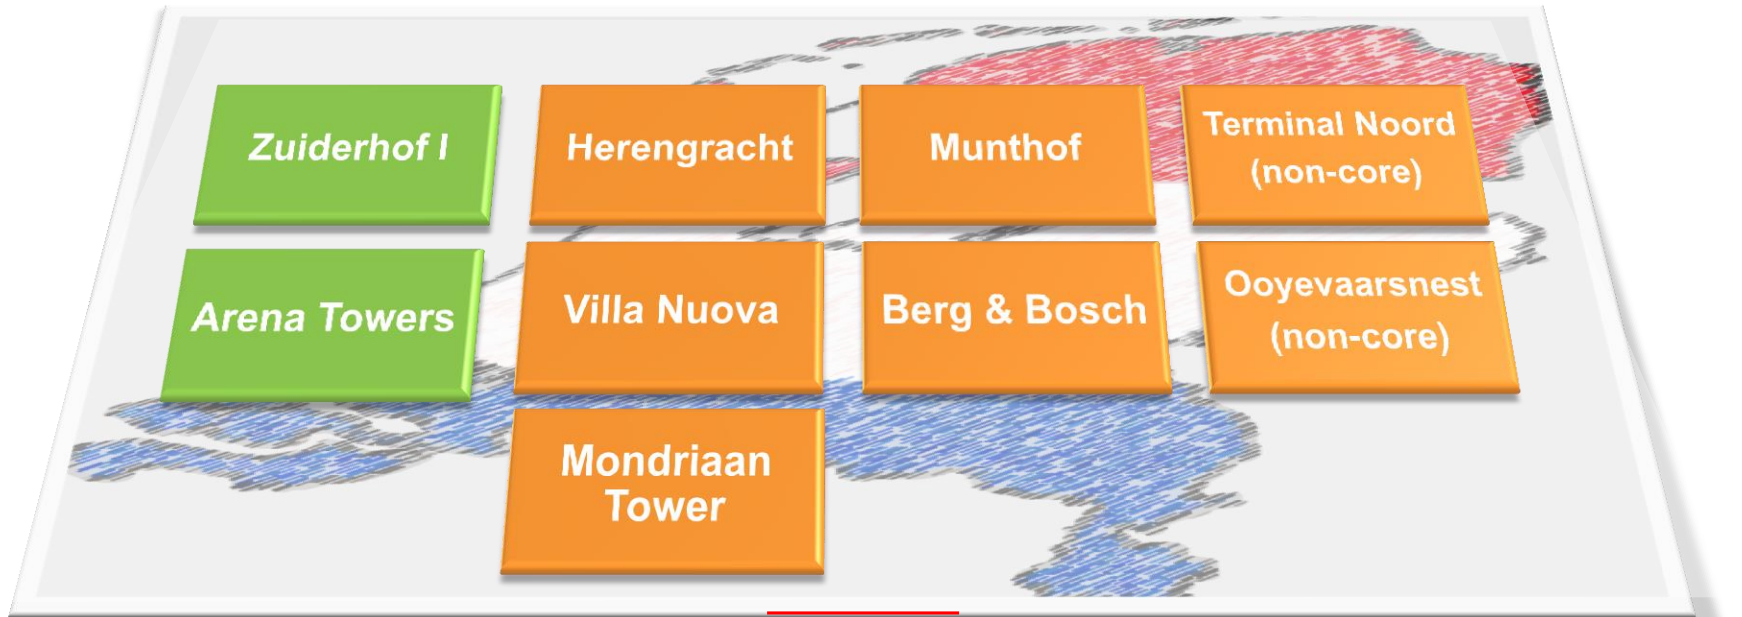 Zuiderhof I
Herengracht
Munthof
Terminal Noord
(non-core)
Arena Towers
Villa Nuova
Berg & Bosch
Ooyevaarsnest
(non-core)
Mondriaan
Tower